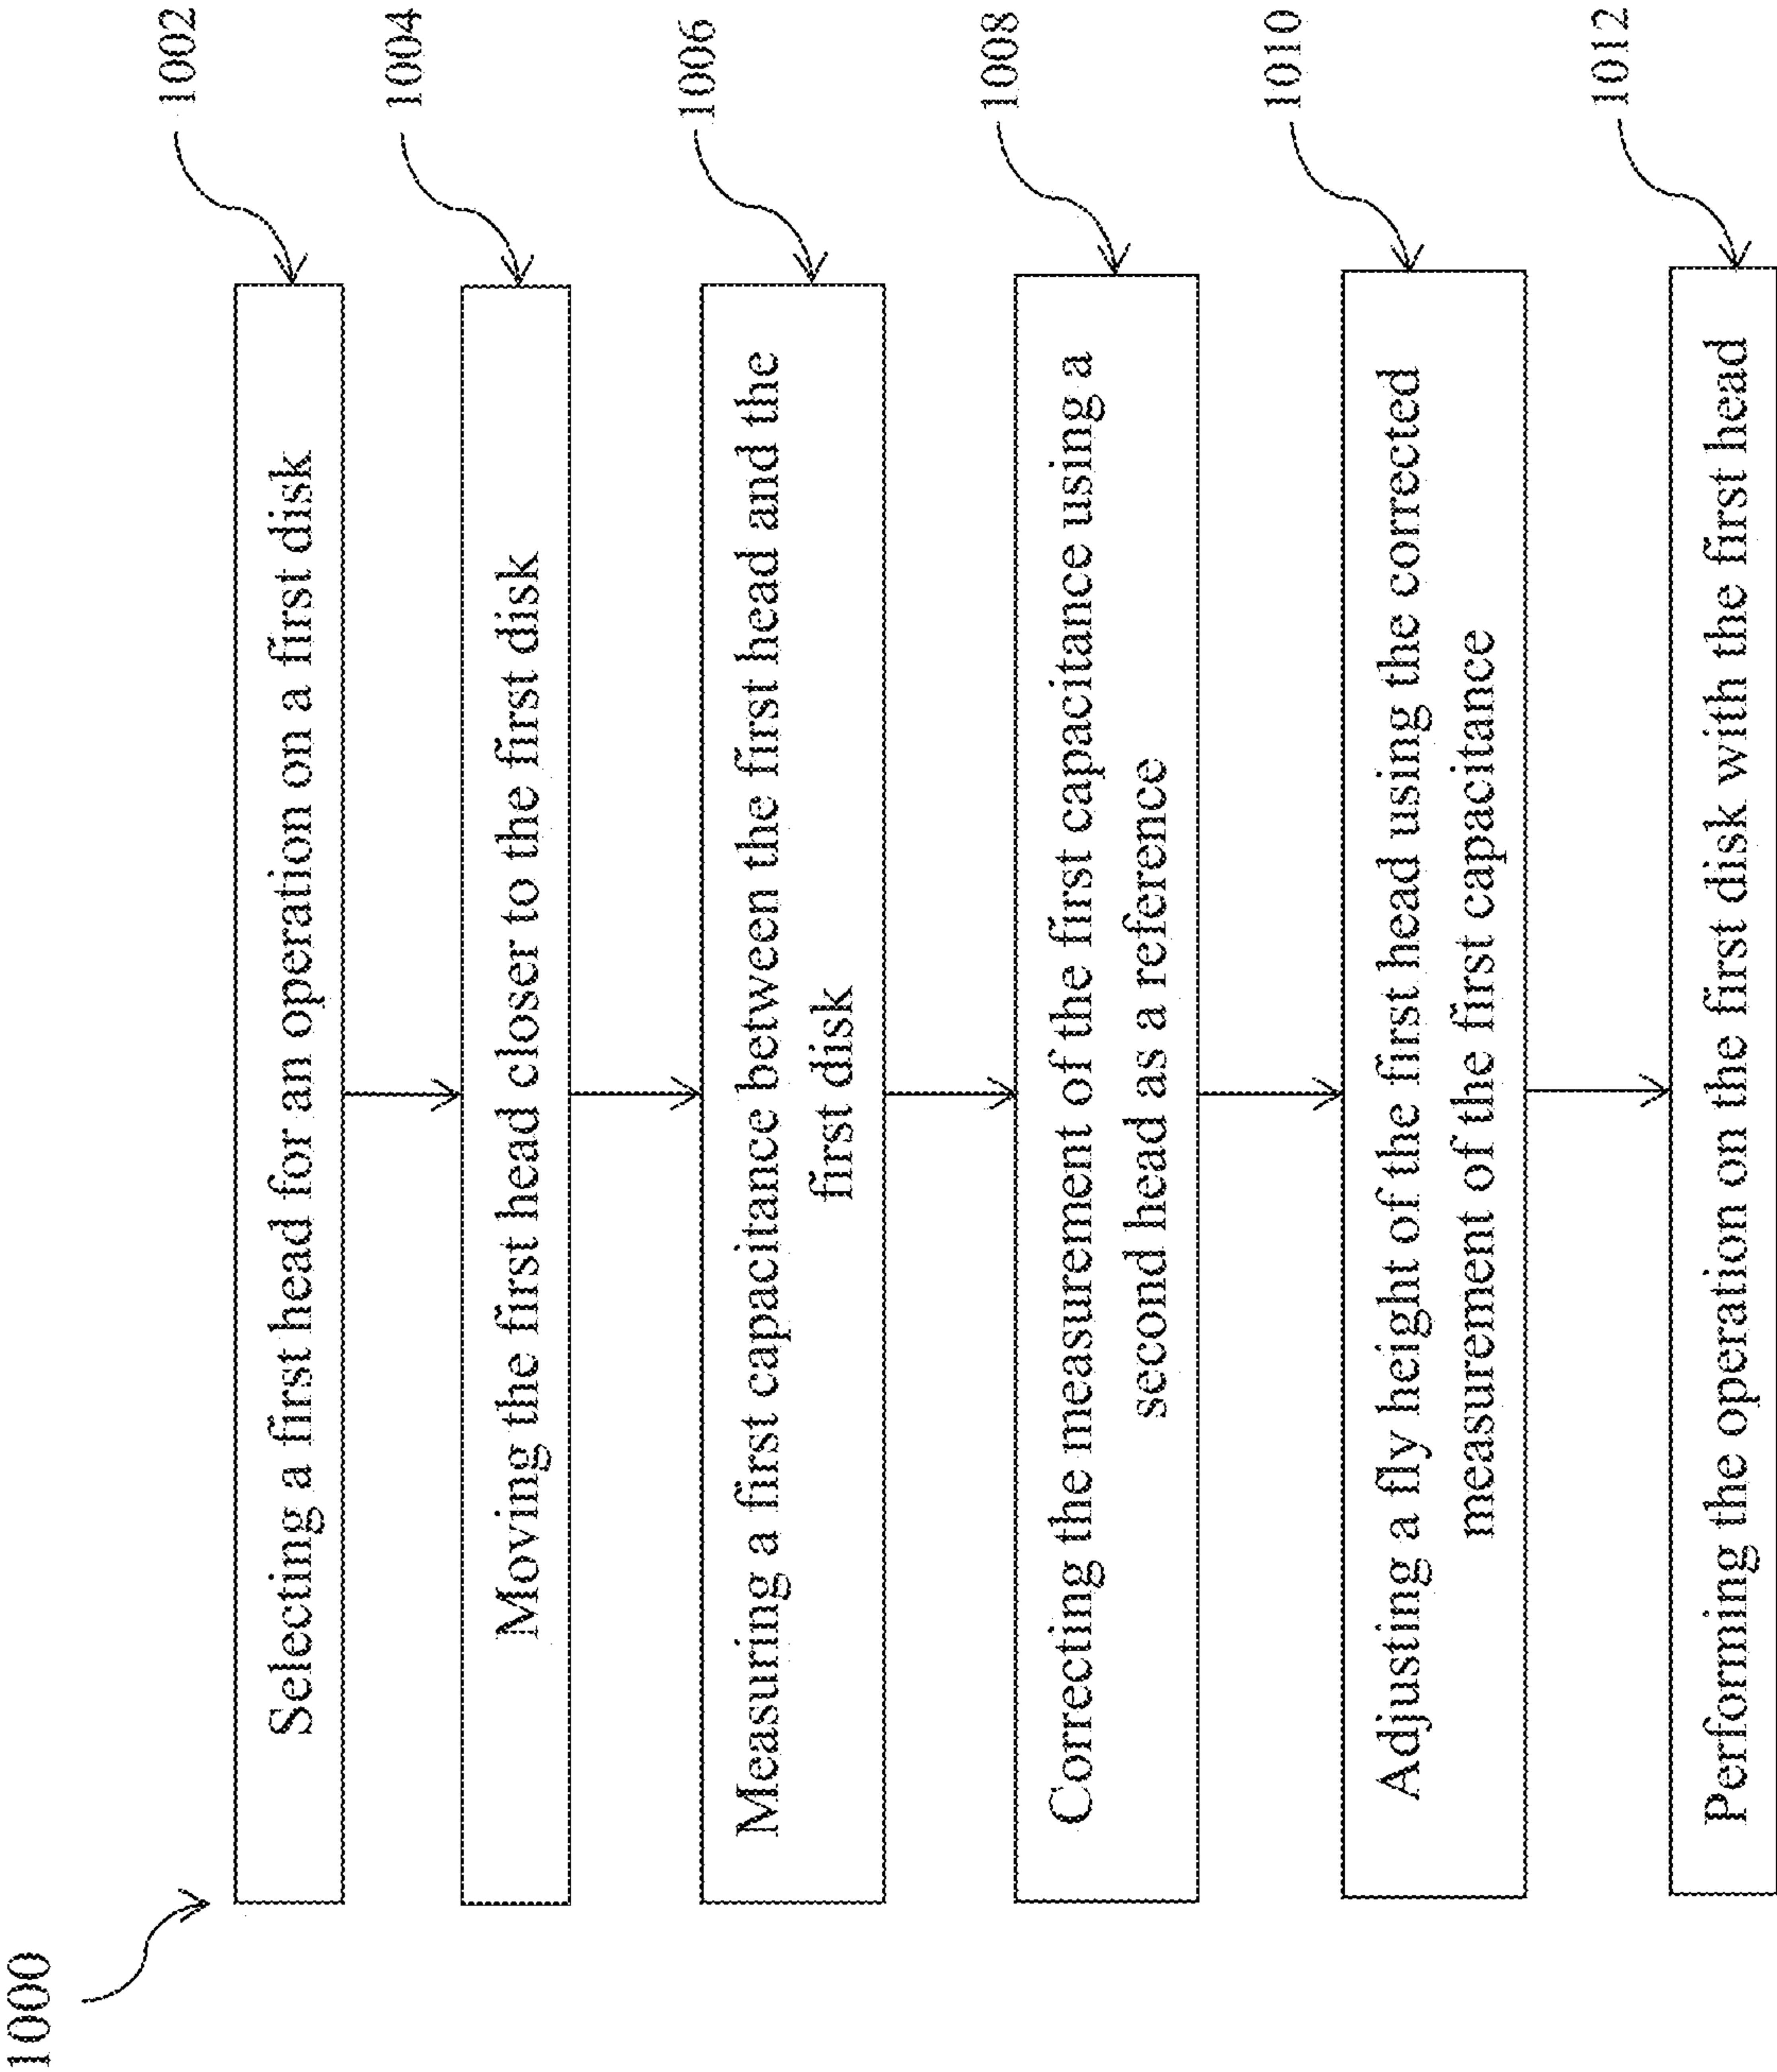 1000
Selecting a first head for an operation on a first disk
1002
Moving the first head closer to the first disk
1004
Measuring a first capacitance between the first head and the
first disk
1006
Correcting the measurement of the first capacitance using a
second head as a reference
1008
Adjusting a fly height of the first head using the corrected
measurement of the first capacitance
1010
Performing the operation on the first disk with the first head
1012